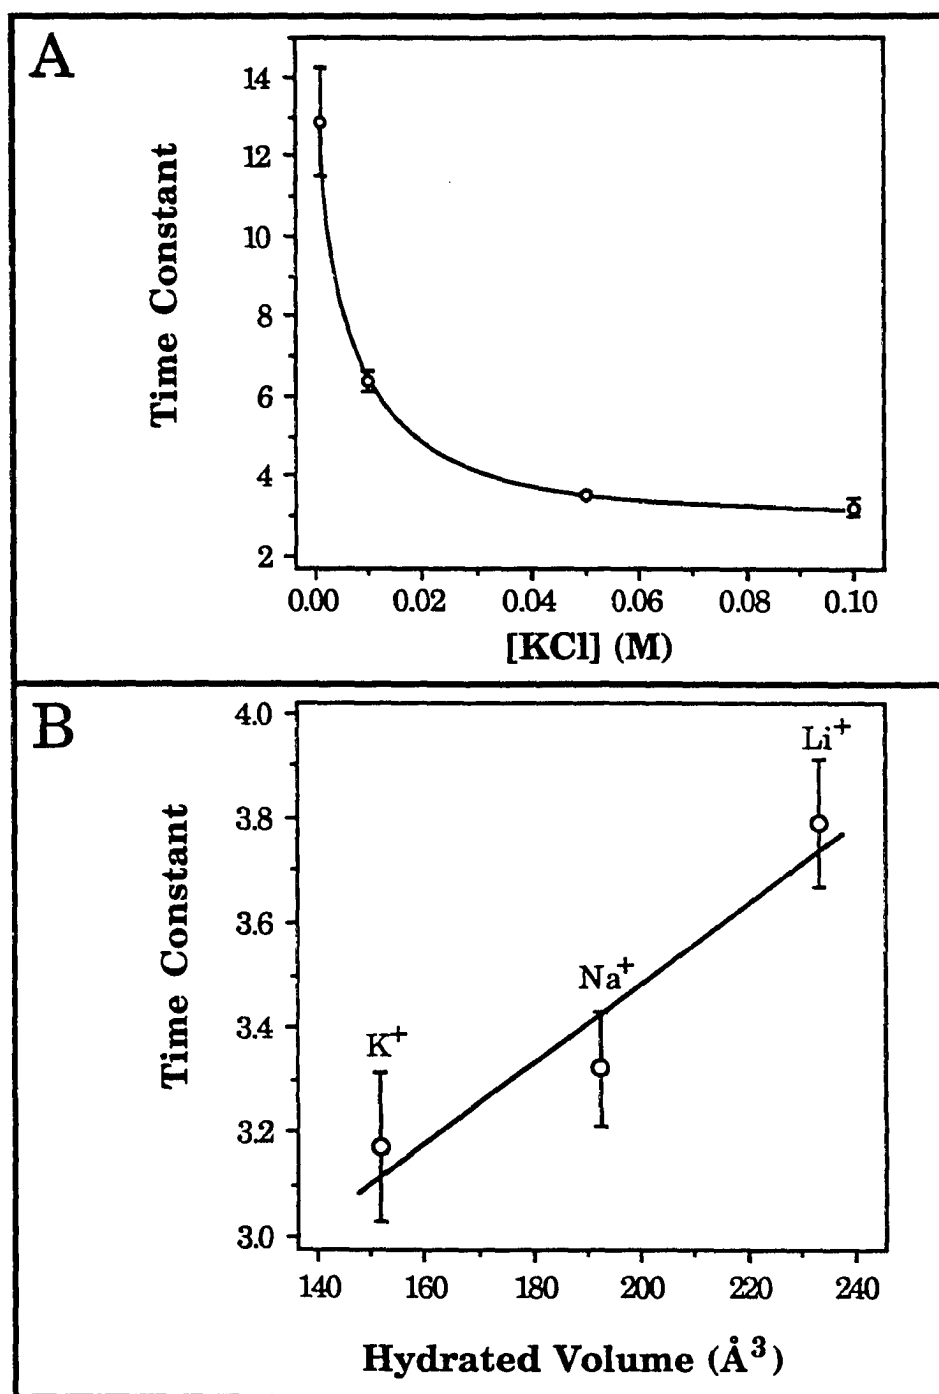 A
14
12
10
8
6
4
2
Time Constant
0.00 0.02 0.04 0.06 0.08 0.10
[KCl] (M)
B
4.0
3.8
3.6
3.4
3.2
3.0
Time Constant
Li+
Na+
K+
140 160 180 200 220 240
Hydrated Volume (Å3)